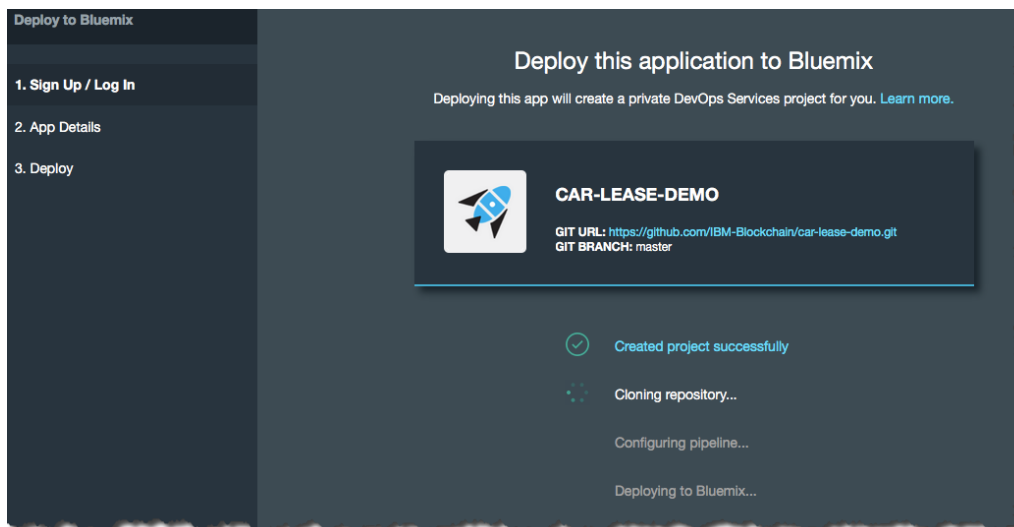 Deploy to Bluemix
1. Sign Up / Log In
2. App Details
3. Deploy
Deploy this application to Bluemix
Deploying this app will create a private DevOps Services project for you. Learn more.
CAR-LEASE-DEMO
GIT URL: https://github.com/IBM-Blockchain/car-lease-demo.git
GIT BRANCH: master
Created project successfully
Cloning repository...
Configuring pipeline...
Deploying to Bluemix...